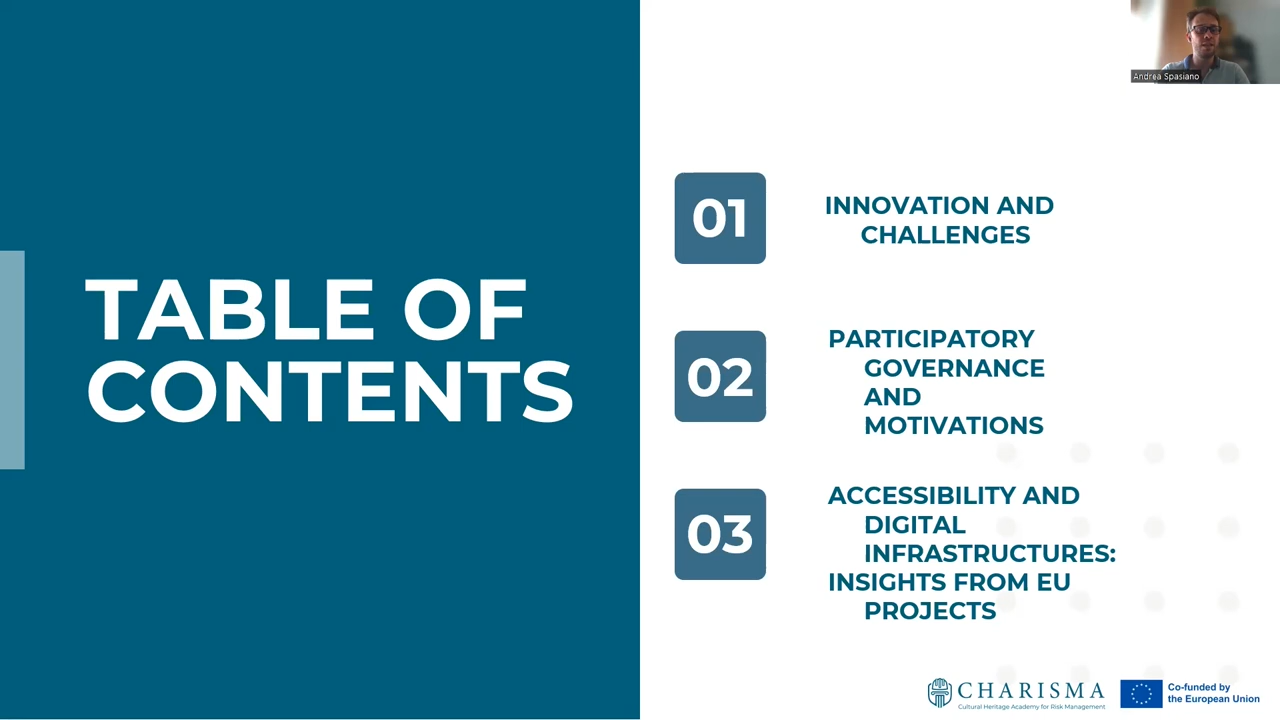 Andrea Spasiano
TABLE OF
CONTENTS
01
INNOVATION AND
CHALLENGES
02
PARTICIPATORY
GOVERNANCE
AND
MOTIVATIONS
03
ACCESSIBILITY AND
DIGITAL
INFRASTRUCTURES:
INSIGHTS FROM EU
PROJECTS
CHARISMA
Cultural Heritage Academy for Risk Management
Co-funded by
the European Union